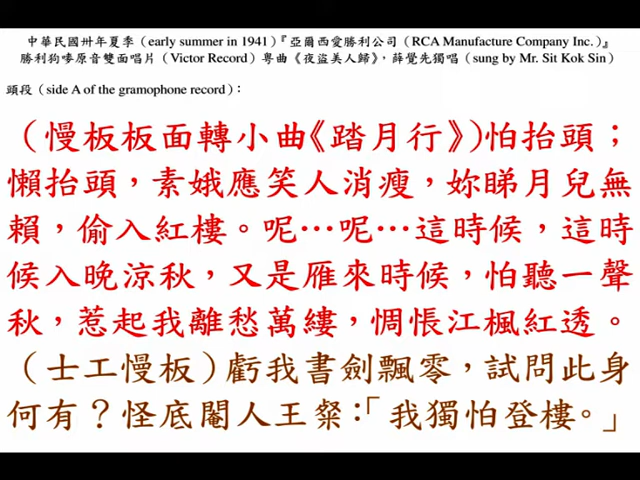 中華民國卅年夏季（early summer in 1941）『亞爾西愛勝利公司（RCA Manufacture Company Inc.）』
勝利狗嘜原音雙面唱片（Victor Record）粵曲《夜盜美人歸》，薛覺先獨唱（sung by Mr. Sit Kok Sin）
頭段（side A of the gramophone record）：
（慢板板面轉小曲《踏月行》）怕抬頭；
懶抬頭，素娥應笑人消瘦，妳睇月兒無
賴，偷入紅樓。呢…呢…這時候，這時
候入晚涼秋，又是雁來時候，怕聽一聲
秋，惹起我離愁萬縷，惆悵江楓紅透。
（士工慢板）虧我書劍飄零，試問此身
何有？怪底閹人王粲：「我獨怕登樓。」